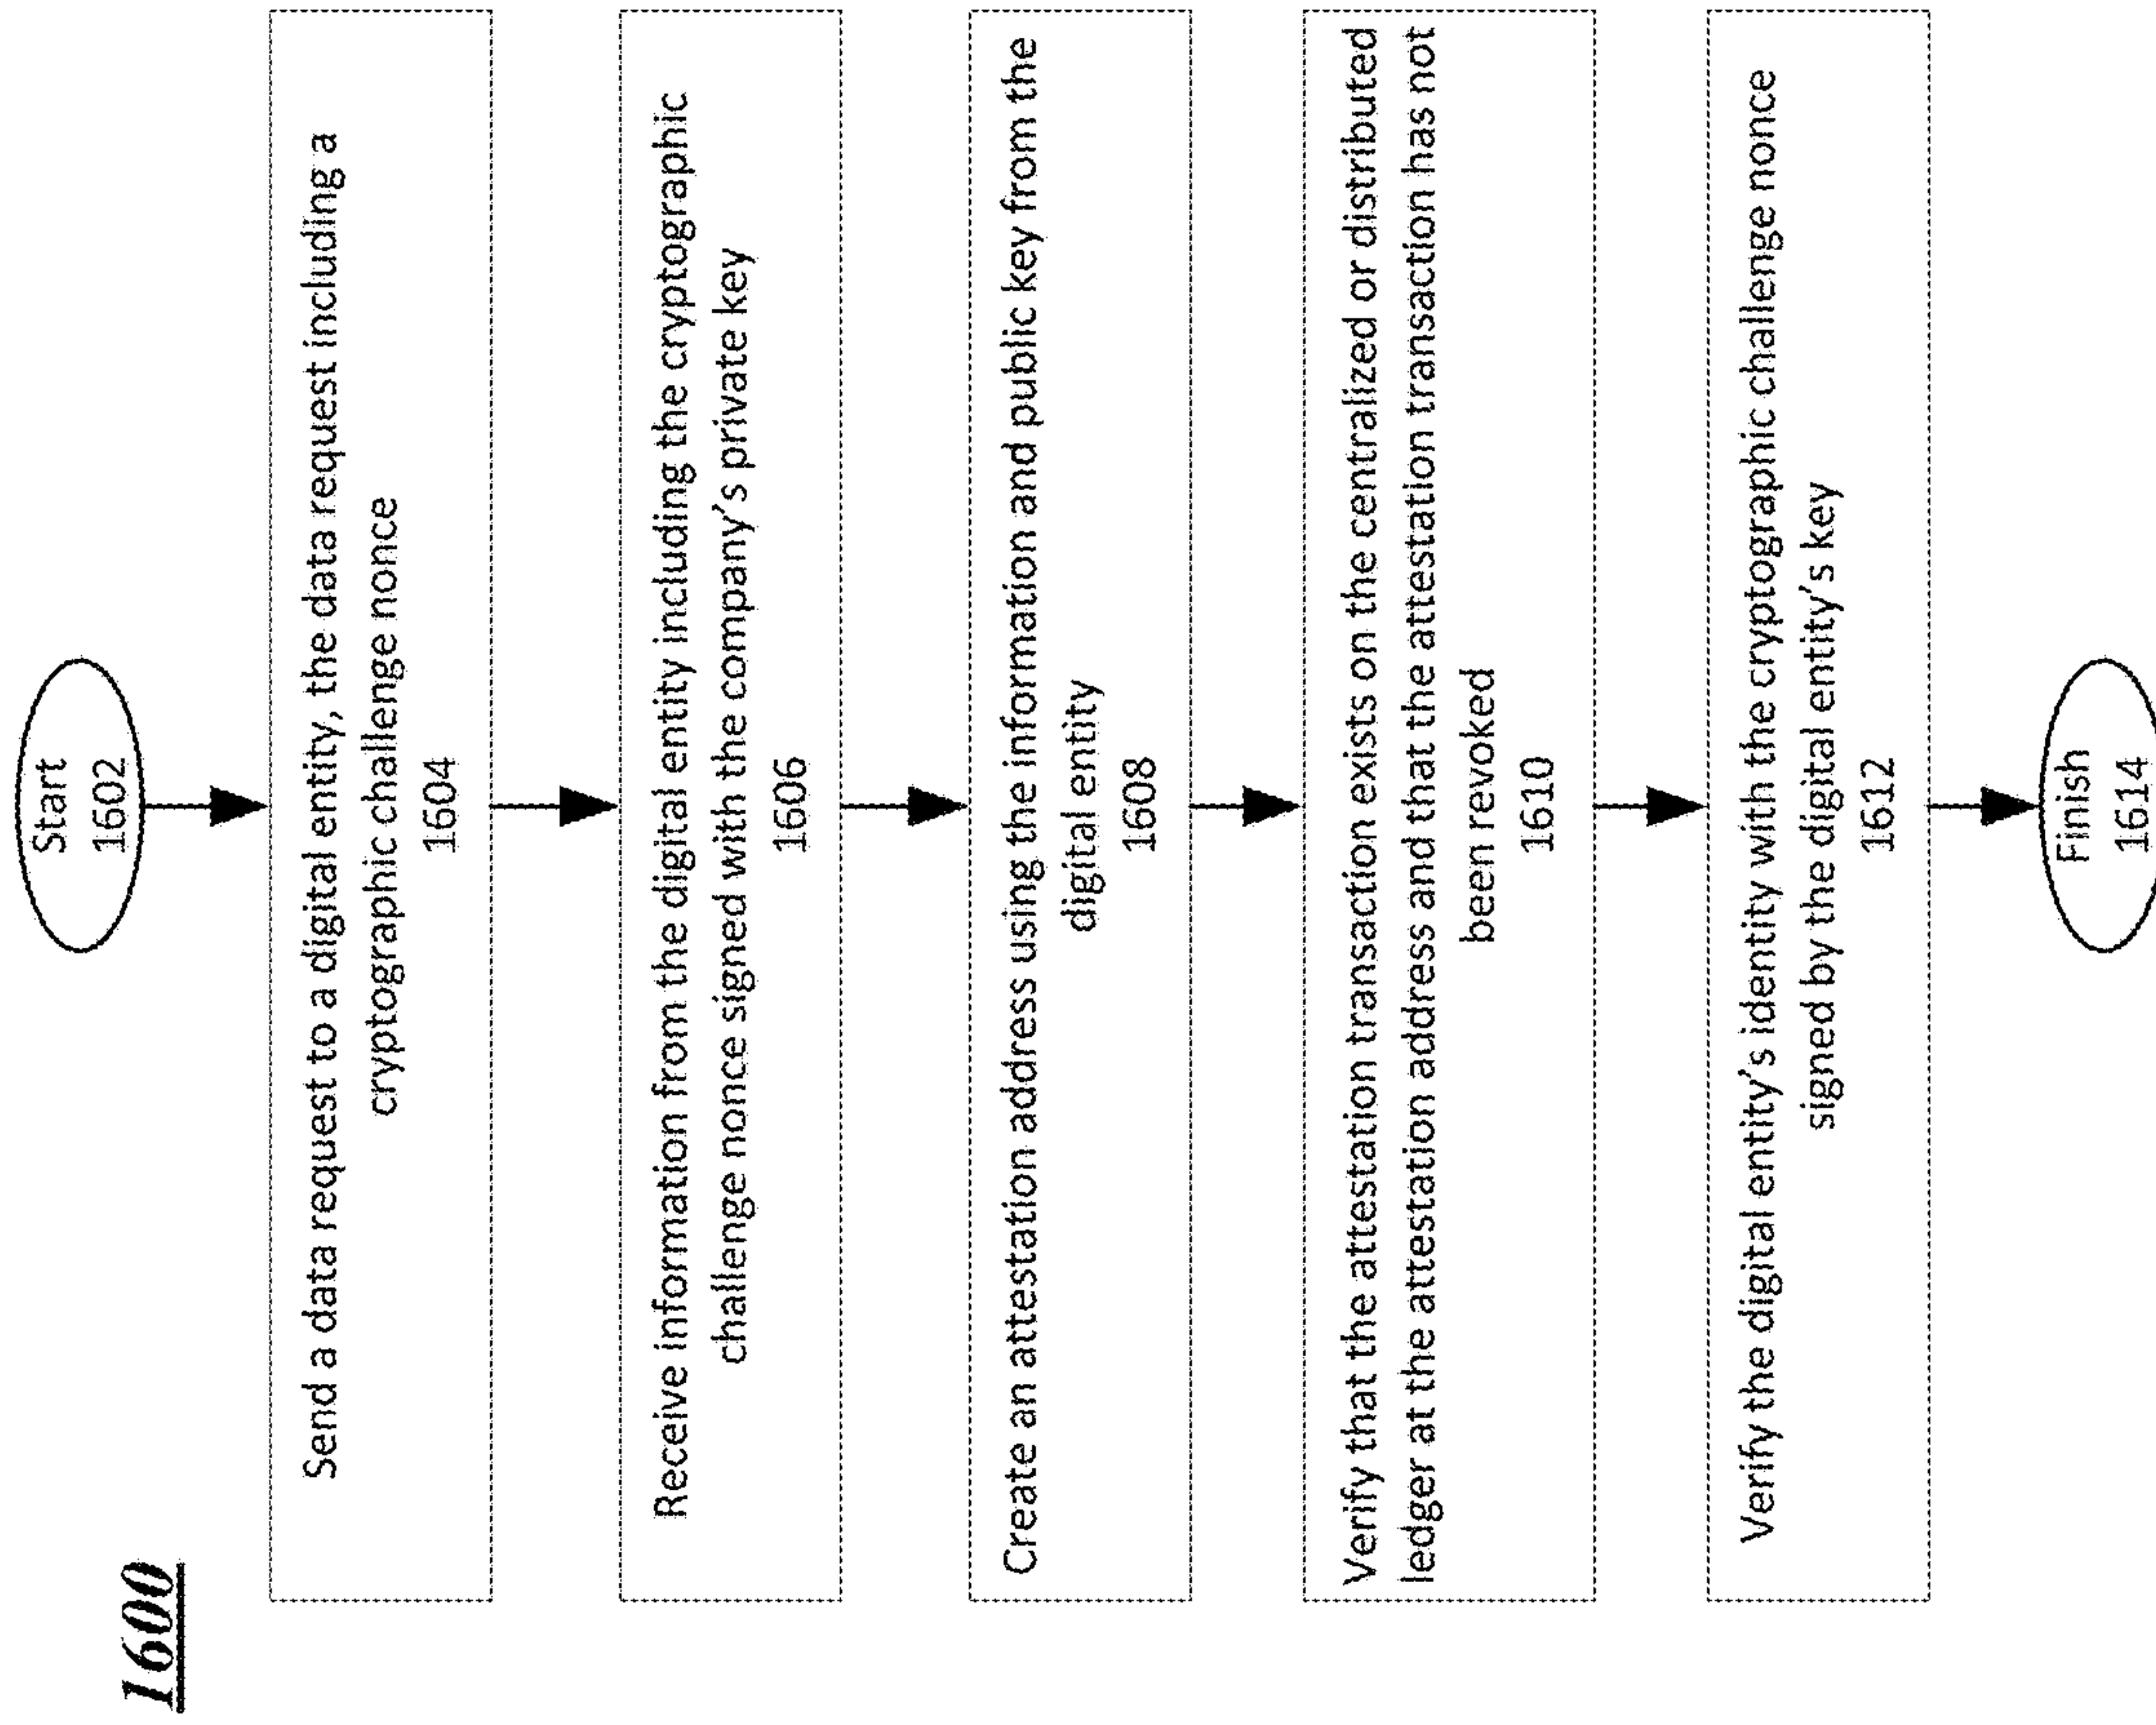 1600
Start
1602
Send a data request to a digital entity, the data request including a
cryptographic challenge nonce
1604
Receive information from the digital entity including the cryptographic
challenge nonce signed with the company's private key
1606
Create an attestation address using the information and public key from the
digital entity
1608
Verify that the attestation transaction exists on the centralized or distributed
ledger at the attestation address and that the attestation transaction has not
been revoked
1610
Verify the digital entity's identity with the cryptographic challenge nonce
signed by the digital entity's key
1612
Finish
1614